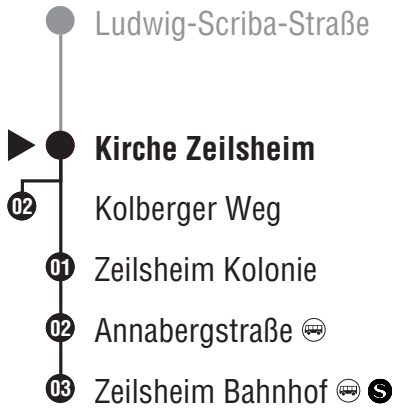 Ludwig-Scriba-Straße
Kirche Zeilsheim
02 Kolberger Weg
01 Zeilsheim Kolonie
02 Annabergstraße
03 Zeilsheim Bahnhof S